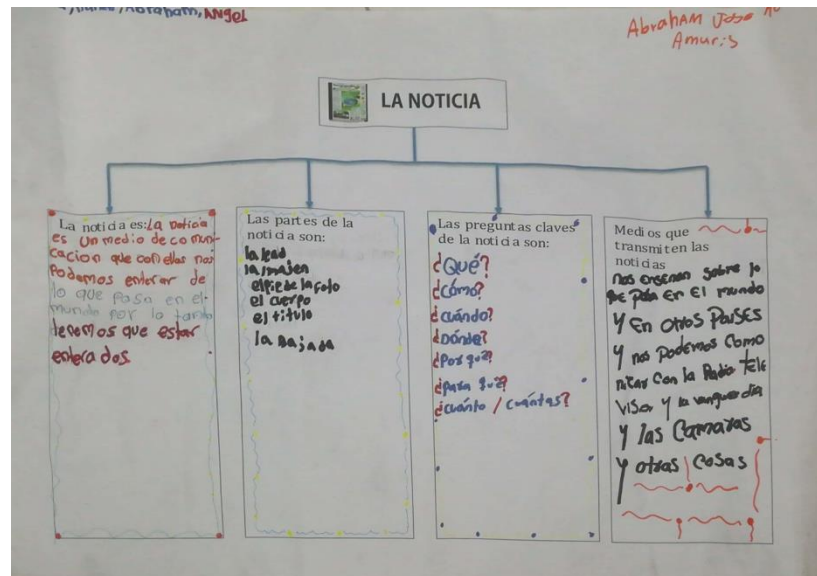 Abraham, Angel
AbrahAM Jose
Amuris
LA NOTICIA
La noticia es: la noticia
es un medio de comuni-
cacion que con ellas nos
Podemos enterar de
lo que pasa en el
mundo por lo tanto
tenemos que estar
enterados
Las partes de la
noticia son:
la lead
la imajen
el pie de la foto
el cuerpo
el titulo
la bajada
Las preguntas claves
de la noticia son:
¿Qué?
¿Cómo?
¿cuándo?
¿Dónde?
¿Por qué?
¿para qué?
¿cuánto / cuántas?
Medios que
transmiten las
noticias
nos ensenan sobre lo
que pasa En El mundo
y En otros PaisEs
y nos podemos como
nicar con la Radio tele
visor y la vanguardia
y las Camaras
y otras cosas